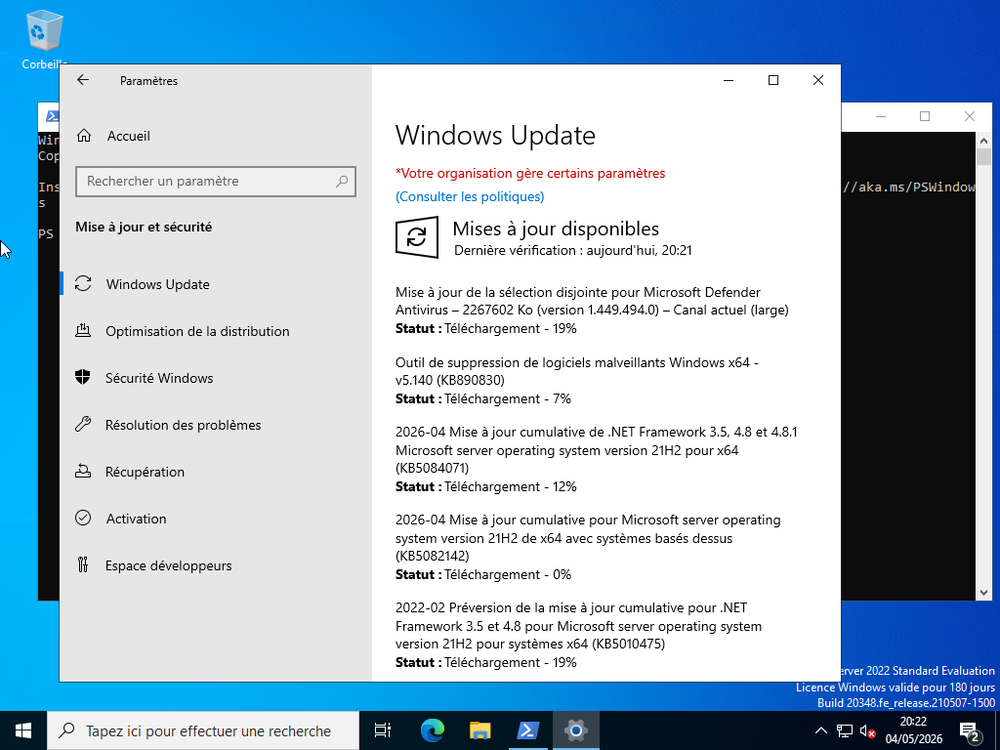 Corbeille
Paramètres
Accueil
Rechercher un paramètre
Mise à jour et sécurité
Windows Update
Optimisation de la distribution
Sécurité Windows
Résolution des problèmes
Récupération
Activation
Espace développeurs
Windows Update
*Votre organisation gère certains paramètres
(Consulter les politiques)
Mises à jour disponibles
Dernière vérification : aujourd'hui, 20:21
Mise à jour de la sélection disjointe pour Microsoft Defender
Antivirus – 2267602 Ko (version 1.449.494.0) – Canal actuel (large)
Statut : Téléchargement - 19%
Outil de suppression de logiciels malveillants Windows x64 -
v5.140 (KB890830)
Statut : Téléchargement - 7%
2026-04 Mise à jour cumulative de .NET Framework 3.5, 4.8 et 4.8.1
Microsoft server operating system version 21H2 pour x64
(KB5084071)
Statut : Téléchargement - 12%
2026-04 Mise à jour cumulative pour Microsoft server operating
system version 21H2 de x64 avec systèmes basés dessus
(KB5082142)
Statut : Téléchargement - 0%
2022-02 Préversion de la mise à jour cumulative pour .NET
Framework 3.5 et 4.8 pour Microsoft server operating system
version 21H2 pour systèmes x64 (KB5010475)
Statut : Téléchargement - 19%
Win
Cop
Ins
//aka.ms/PSWindow
s
PS
erver 2022 Standard Evaluation
Licence Windows valide pour 180 jours
Build 20348.fe_release.210507-1500
Tapez ici pour effectuer une recherche
20:22
04/05/2026
2